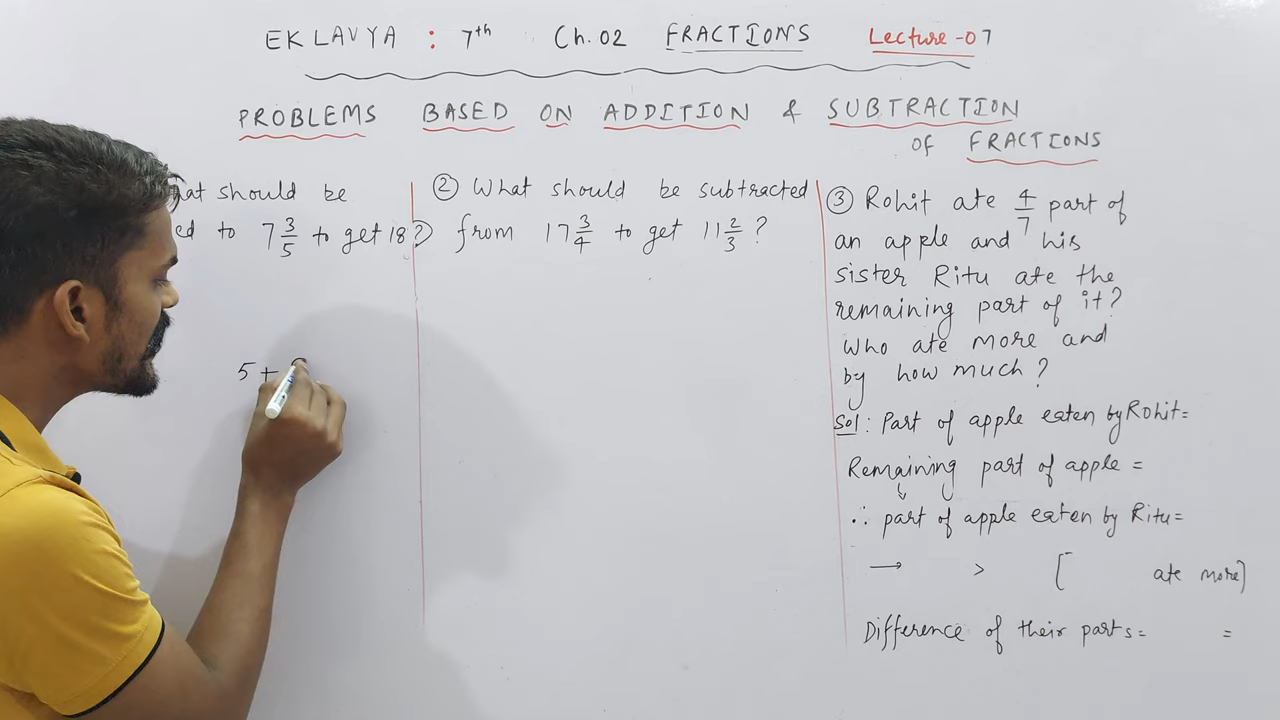 EKLAVYA : 7th Ch. 02 FRACTIONS Lecture-07
PROBLEMS BASED ON ADDITION & SUBTRACTION
OF FRACTIONS
should be
to 7 3/5 to get 18?
5 +
② What should be subtracted
from 17 3/4 to get 11 2/3 ?
③ Rohit ate 4/7 part of
an apple and his
sister Ritu ate the
remaining part of it?
Who ate more and
by how much?
Sol: Part of apple eaten by Rohit=
Remaining part of apple =
∴ part of apple eaten by Ritu=
→ > [ ate more]
Difference of their parts= =